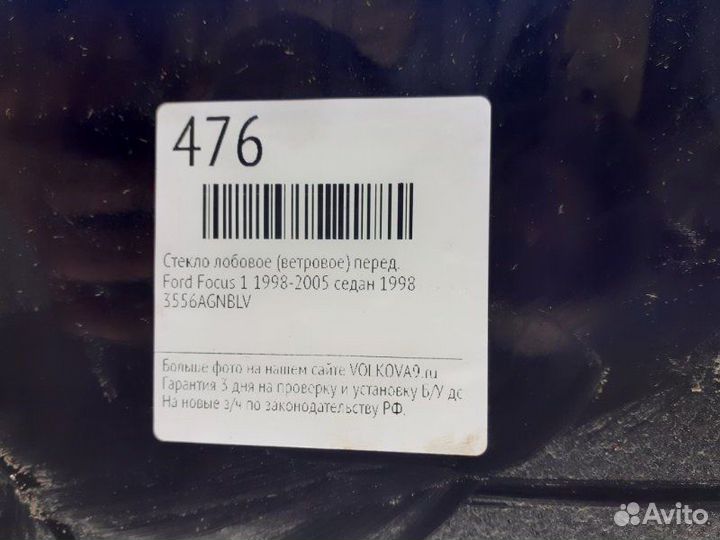 476
Стекло лобовое (ветровое) перед.
Ford Focus 1 1998-2005 седан 1998
3556AGNBLV
Больше фото на нашем сайте VOLKOVA9.ru
Гарантия 3 дня на проверку и установку Б/У дс
На новые з/ч по законодательству РФ.
Avito